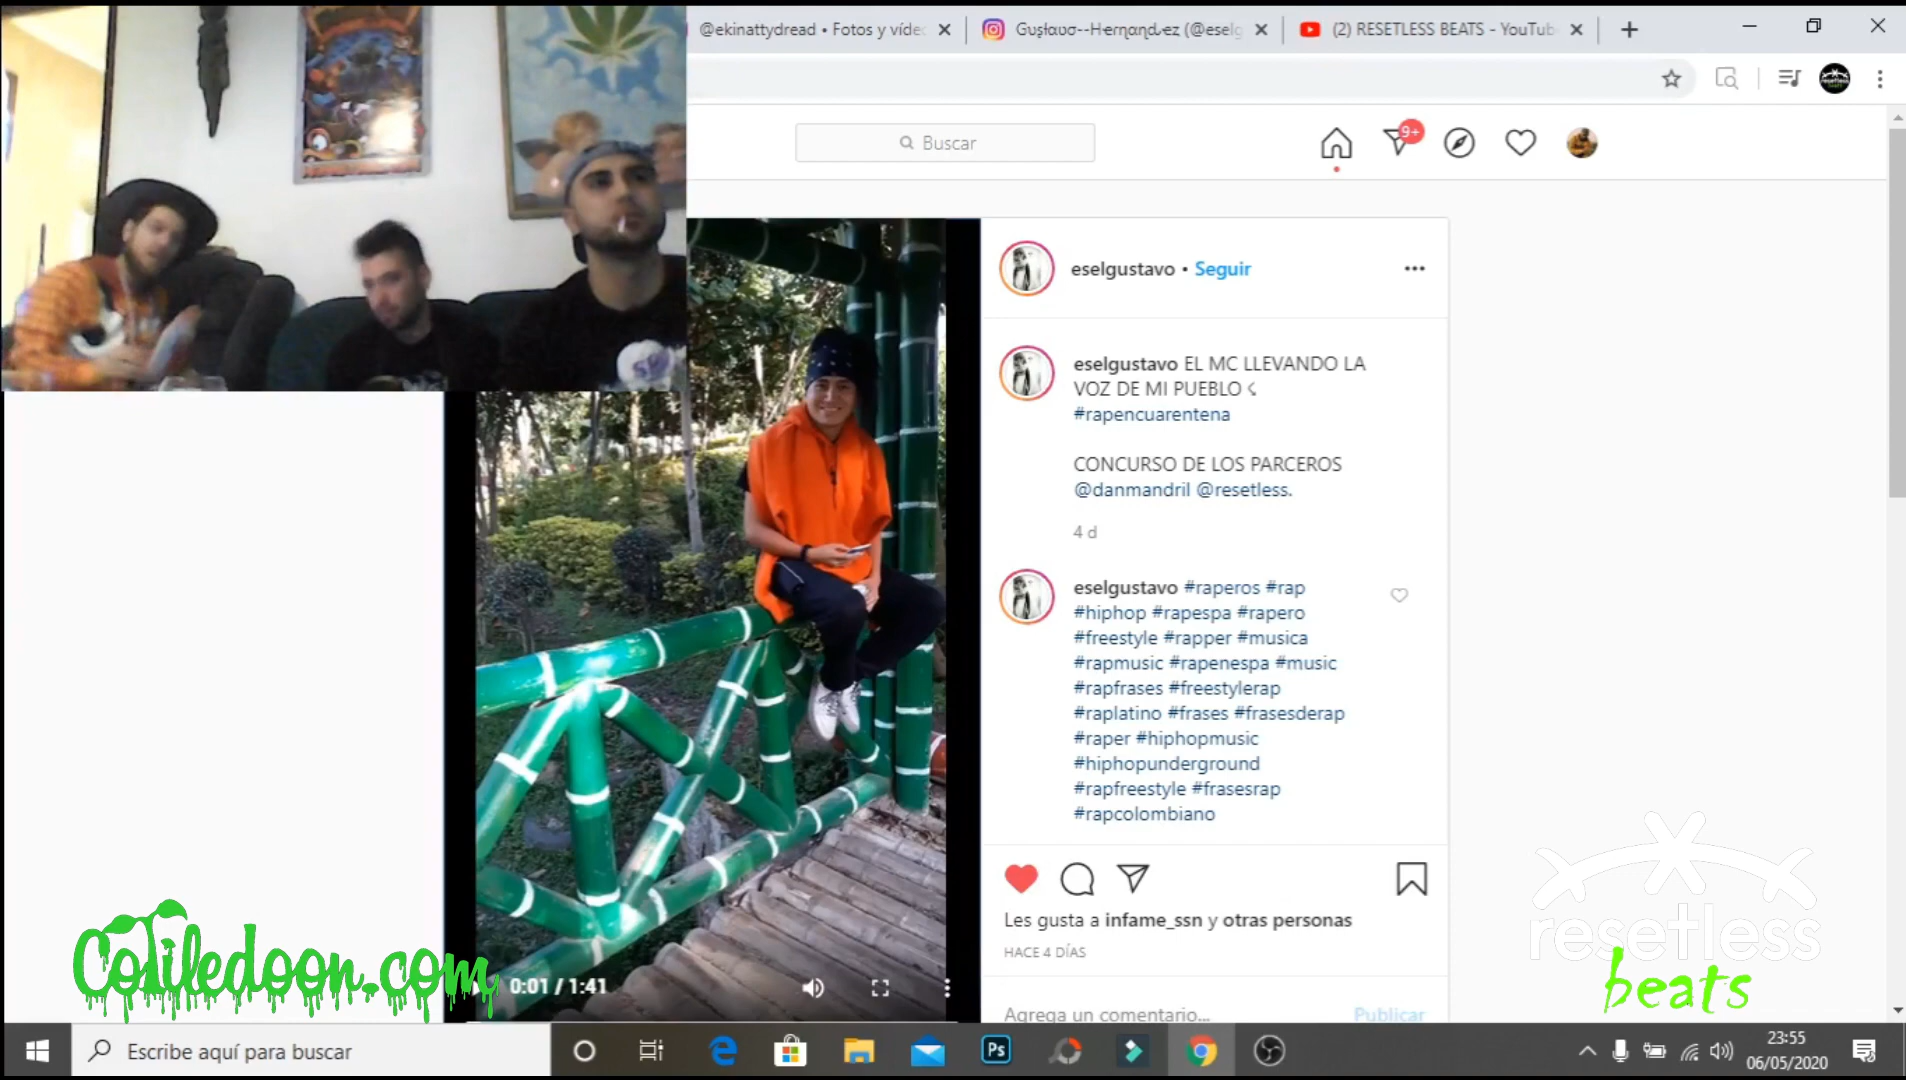 @ekinattydread • Fotos y víde
Gustavo--Hernandez (@eselg
(2) RESETLESS BEATS - YouTub
Buscar
9+
eselgustavo • Seguir
eselgustavo EL MC LLEVANDO LA
VOZ DE MI PUEBLO
#rapencuarentena
CONCURSO DE LOS PARCEROS
@danmandril @resetless.
4 d
eselgustavo #raperos #rap
#hiphop #rapespa #rapero
#freestyle #rapper #musica
#rapmusic #rapenespa #music
#rapfrases #freestylerap
#raplatino #frases #frasesderap
#raper #hiphopmusic
#hiphopunderground
#rapfreestyle #frasesrap
#rapcolombiano
Les gusta a infame_ssn y otras personas
HACE 4 DÍAS
Agrega un comentario...
Publicar
0:01 / 1:41
Cotiledoon.com
resetless
beats
Escribe aquí para buscar
Ps
23:55
06/05/2020